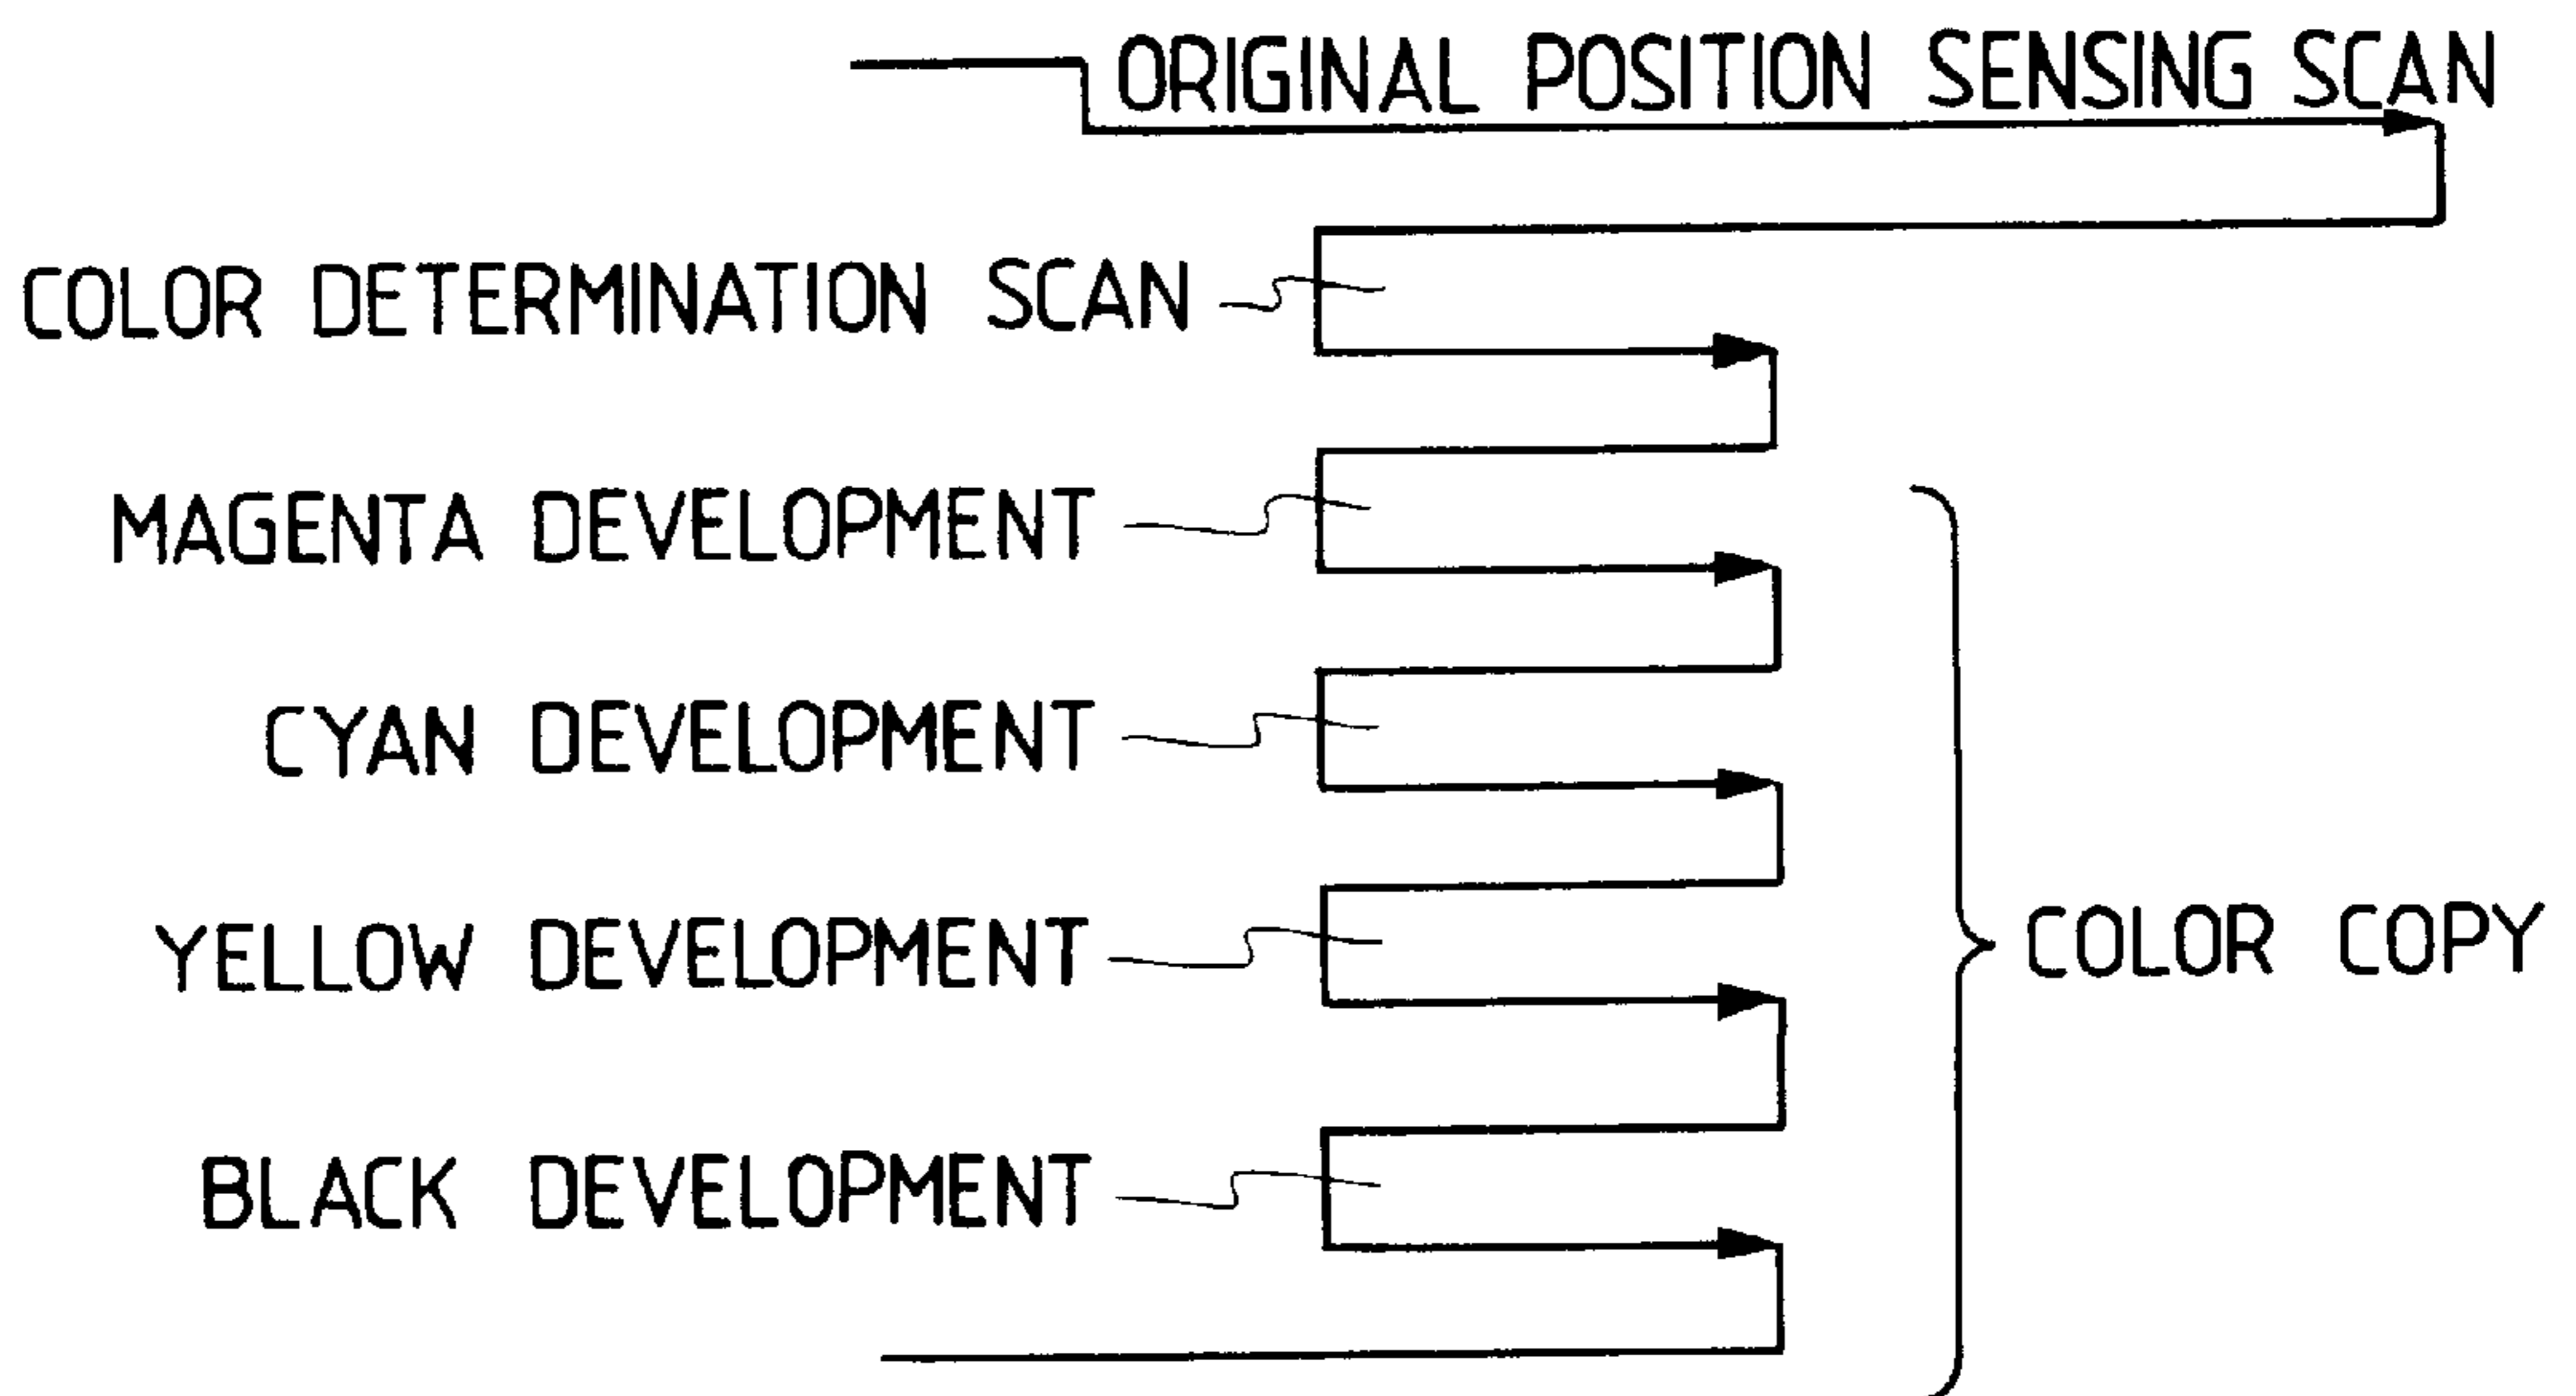 ORIGINAL POSITION SENSING SCAN
COLOR DETERMINATION SCAN
MAGENTA DEVELOPMENT
CYAN DEVELOPMENT
YELLOW DEVELOPMENT
COLOR COPY
BLACK DEVELOPMENT